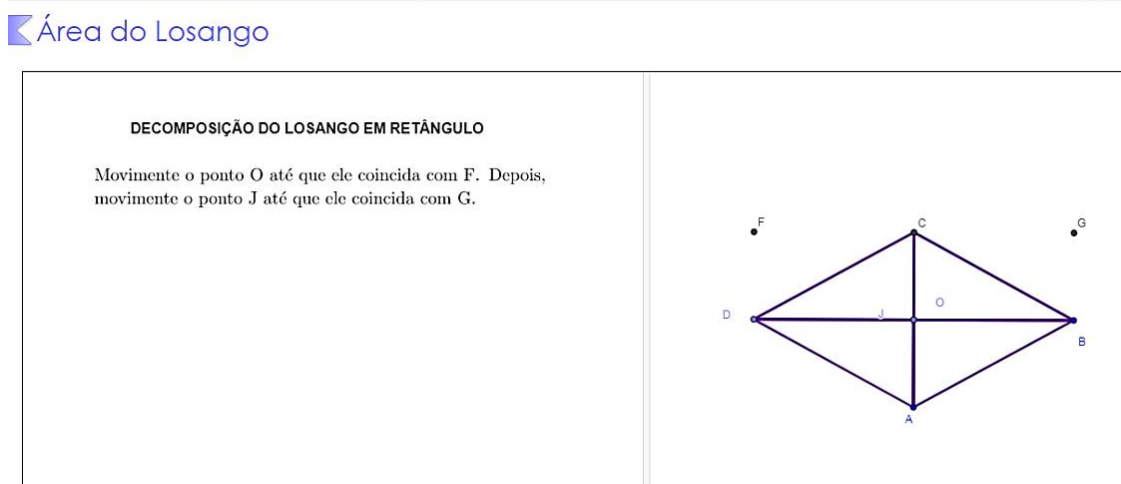 Área do Losango
DECOMPOSIÇÃO DO LOSANGO EM RETÂNGULO
Movimente o ponto O até que ele coincida com F. Depois,
movimente o ponto J até que ele coincida com G.
F
C
G
O
D
J
B
A